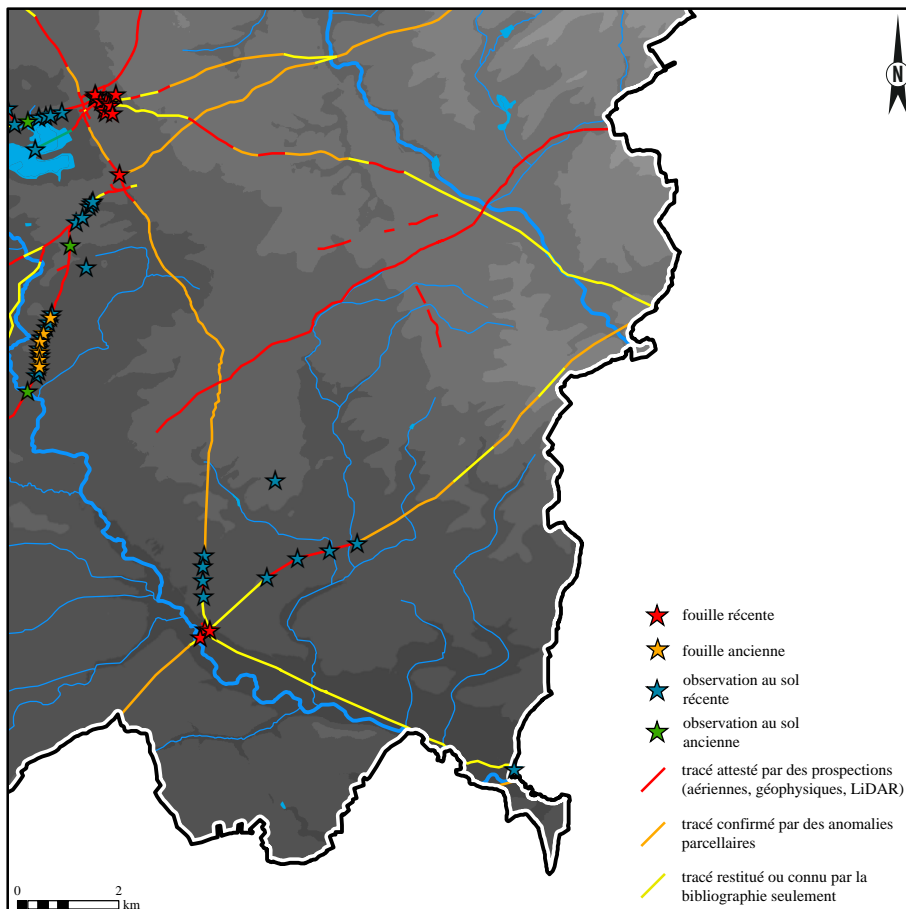 N
fouille récente
fouille ancienne
observation au sol
récente
observation au sol
ancienne
tracé attesté par des prospections
(aériennes, géophysiques, LiDAR)
tracé confirmé par des anomalies
parcellaires
tracé restitué ou connu par la
bibliographie seulement
0 2
km